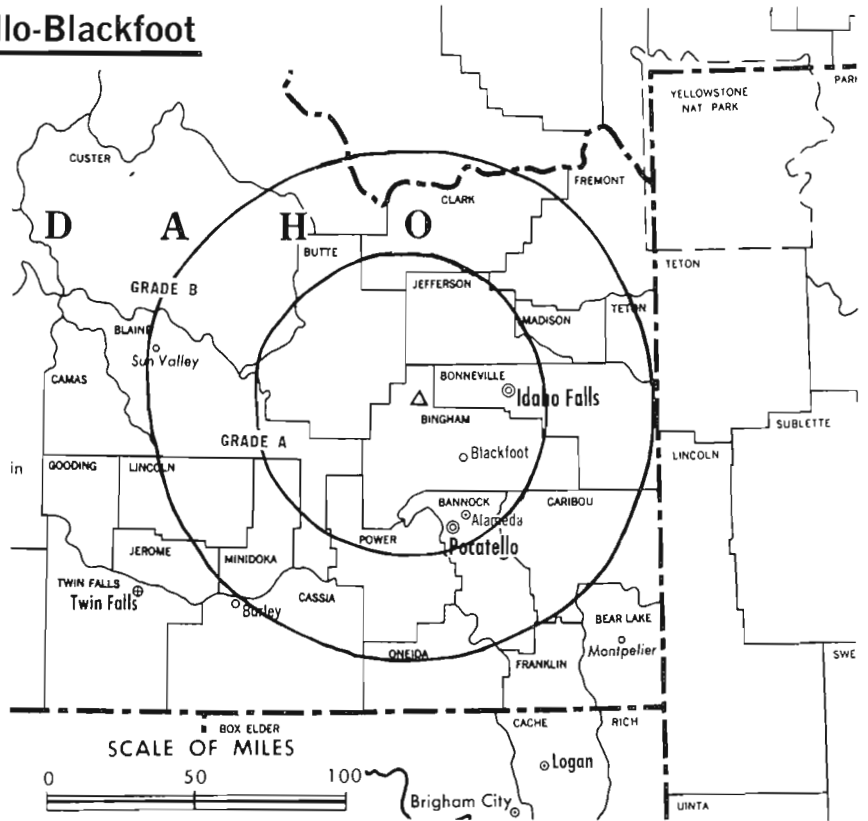 llo-Blackfoot
YELLOWSTONE
NAT PARK
PAR
CUSTER
FREMONT
CLARK
D A H O
BUTTE
TETON
JEFFERSON
GRADE B
MADISON
TETON
BLAINE
Sun Valley
CAMAS
BONNEVILLE
Idaho Falls
BINGHAM
SUBLETTE
GRADE A
Blackfoot
LINCOLN
in
GOODING
LINCOLN
BANNOCK
CARIBOU
Alameda
POWER
Pocatello
JEROME
MINIDOKA
TWIN FALLS
Twin Falls
CASSIA
Burley
BEAR LAKE
Montpelier
ONEIDA
FRANKLIN
SWE
BOX ELDER
CACHE
RICH
SCALE OF MILES
0 50 100
Logan
Brigham City
UINTA